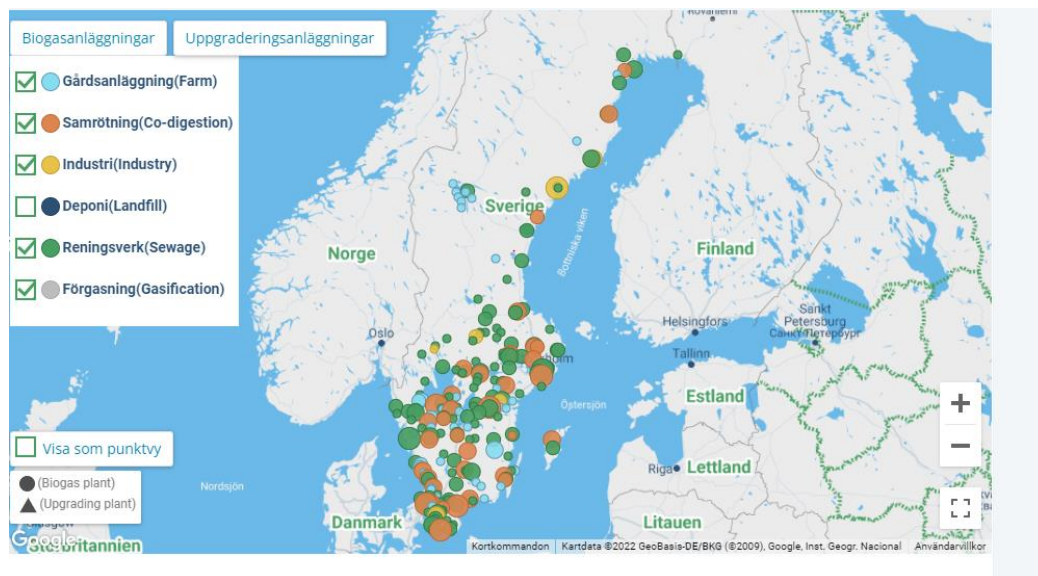 Rovaniemi
Biogasanläggningar
Uppgraderingsanläggningar
Gårdsanläggning(Farm)
Samrötning(Co-digestion)
Industri(Industry)
Deponi(Landfill)
Reningsverk(Sewage)
Förgasning(Gasification)
Sverige
Norge
Finland
Bottniska viken
Oslo
Helsingfors
Sankt
Petersburg
Санкт-Петербург
Tallinn
Estland
Östersjön
+
−
Visa som punktvy
(Biogas plant)
(Upgrading plant)
Nordsjön
Riga
Lettland
Danmark
Litauen
Glasgow
Google
Storbritannien
Kortkommandon
Kartdata ©2022 GeoBasis-DE/BKG (©2009), Google, Inst. Geogr. Nacional
Användarvillkor